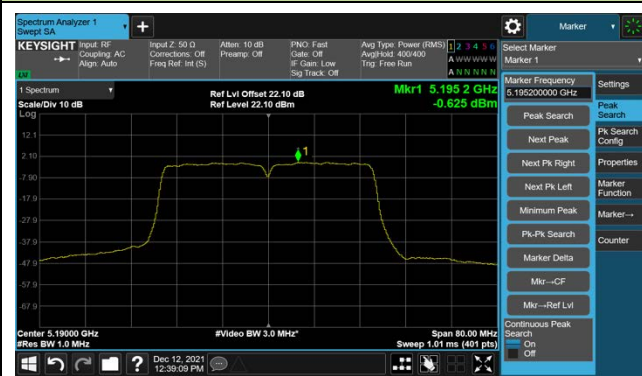 Spectrum Analyzer 1
Swept SA
Marker
KEYSIGHT
Input: RF
Coupling: AC
Align: Auto
Input Z: 50 Ω
Corrections: Off
Freq Ref: Int (S)
Atten: 10 dB
Preamp: Off
PNO: Fast
Gate: Off
IF Gain: Low
Sig Track: Off
Avg Type: Power (RMS)
Avg|Hold: 400/400
Trig: Free Run
1 2 3 4 5 6
A W W W W W
A N N N N N
LXI
Select Marker
Marker 1
1 Spectrum
Scale/Div 10 dB
Log
Ref Lvl Offset 22.10 dB
Ref Level 22.10 dBm
Mkr1 5.195 2 GHz
-0.625 dBm
12.1
2.10
-7.90
-17.9
-27.9
-37.9
-47.9
-57.9
-67.9
1
Center 5.19000 GHz
#Res BW 1.0 MHz
#Video BW 3.0 MHz*
Span 80.00 MHz
Sweep 1.01 ms (401 pts)
Marker Frequency
5.195200000 GHz
Peak Search
Next Peak
Next Pk Right
Next Pk Left
Minimum Peak
Pk-Pk Search
Marker Delta
Mkr→CF
Mkr→Ref Lvl
Continuous Peak
Search
On
Off
Settings
Peak
Search
Pk Search
Config
Properties
Marker
Function
Marker→
Counter
Dec 12, 2021
12:39:09 PM